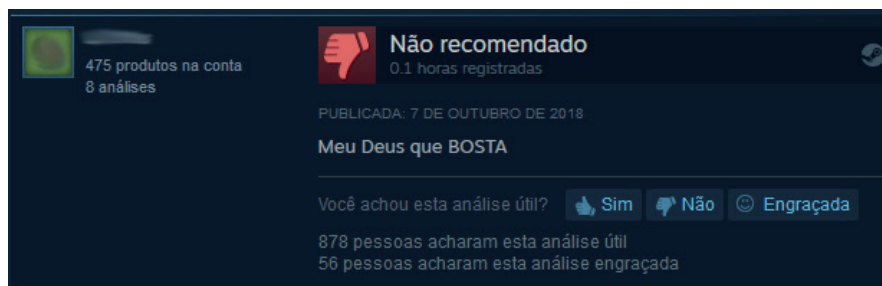 475 produtos na conta
8 análises
Não recomendado
0.1 horas registradas
PUBLICADA: 7 DE OUTUBRO DE 2018
Meu Deus que BOSTA
Você achou esta análise útil? Sim Não Engraçada
878 pessoas acharam esta análise útil
56 pessoas acharam esta análise engraçada